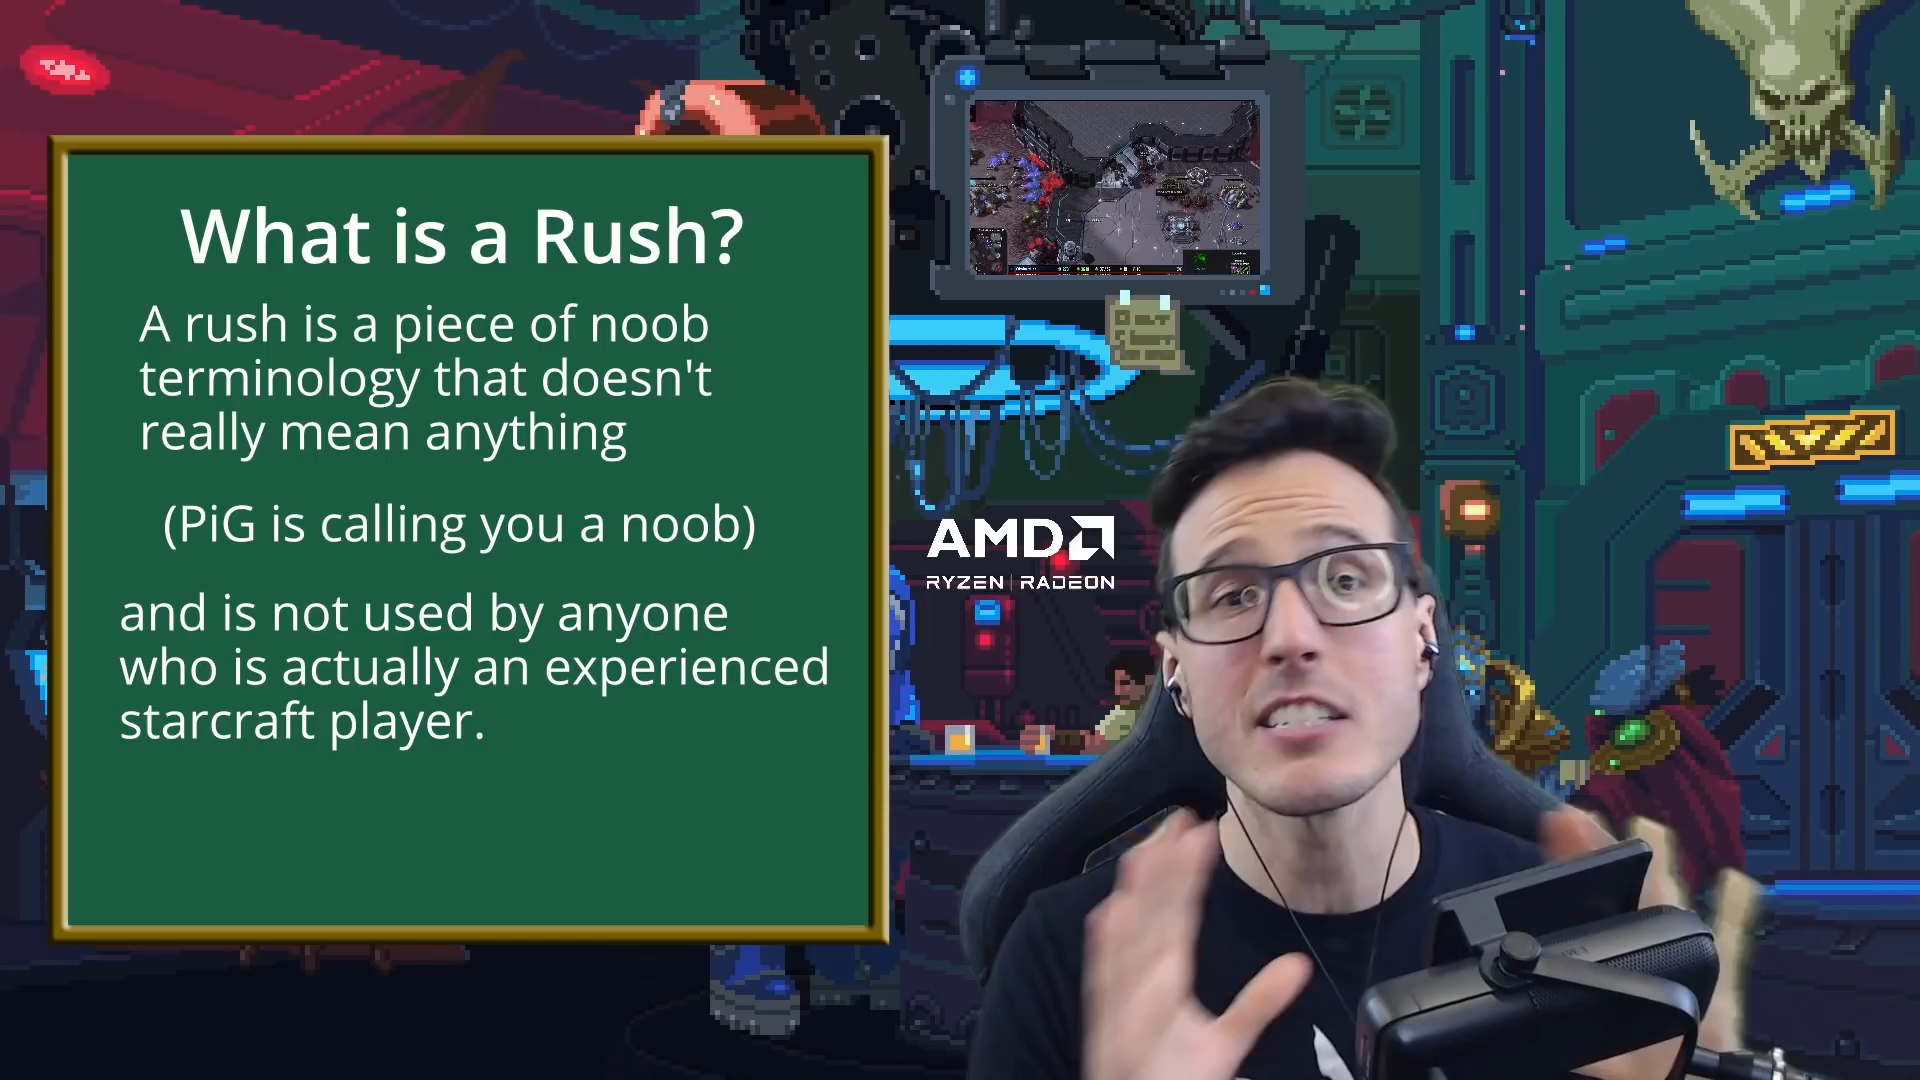 What is a Rush?
A rush is a piece of noob
terminology that doesn't
really mean anything
(PiG is calling you a noob)
and is not used by anyone
who is actually an experienced
starcraft player.
AMD
RYZEN | RADEON